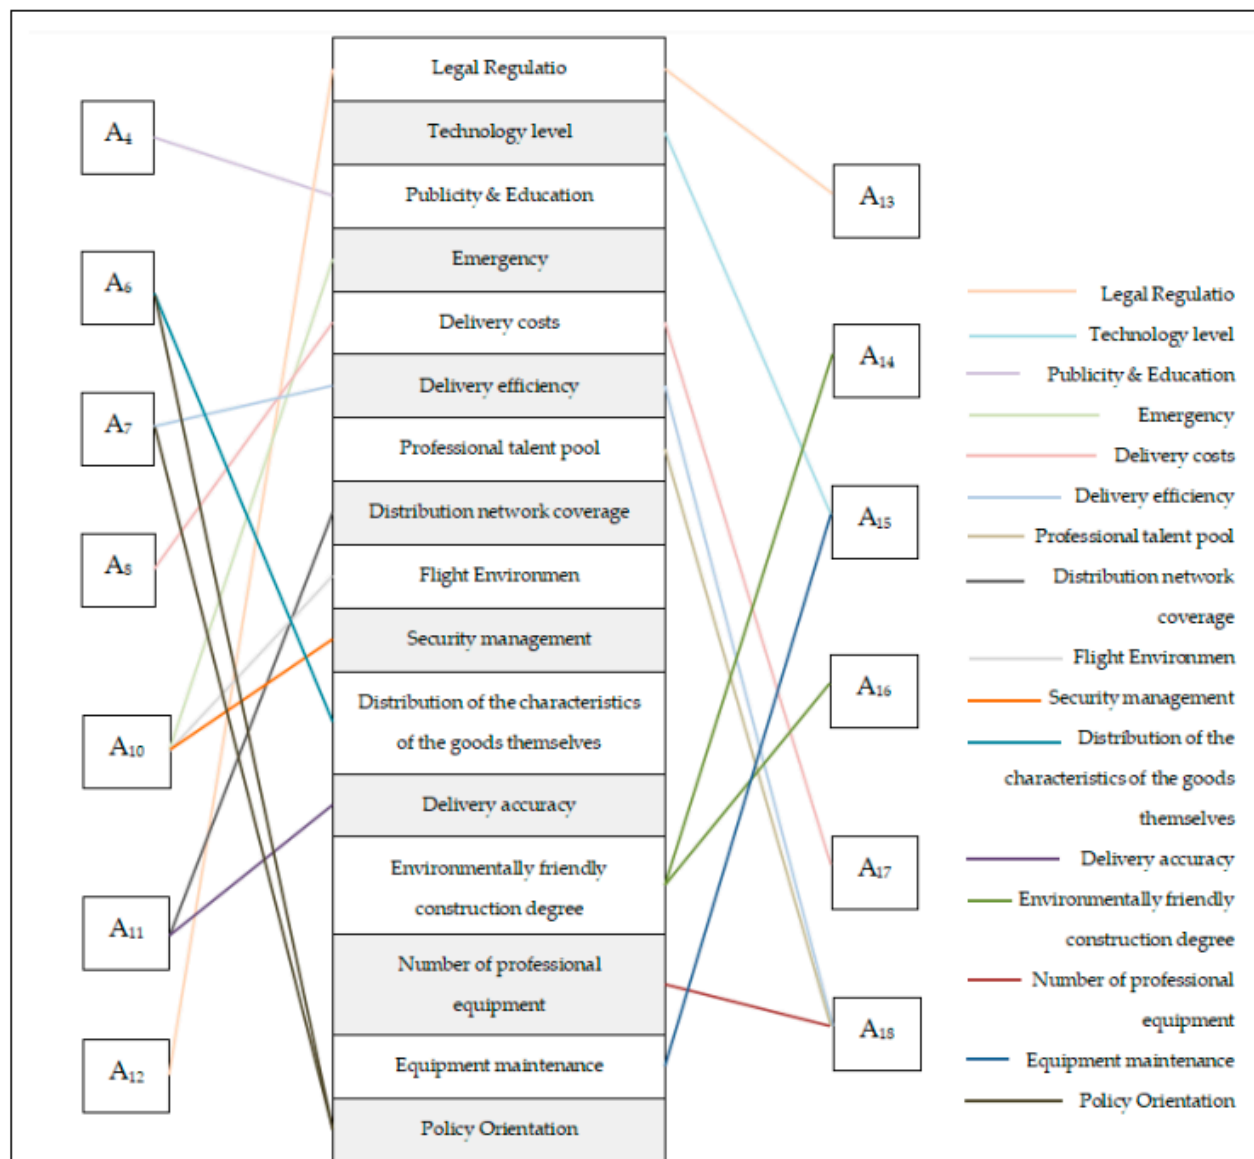 A₄
A₆
A₇
A₈
A₁₀
A₁₁
A₁₂
Legal Regulatio
Technology level
Publicity & Education
Emergency
Delivery costs
Delivery efficiency
Professional talent pool
Distribution network coverage
Flight Environmen
Security management
Distribution of the characteristics
of the goods themselves
Delivery accuracy
Environmentally friendly
construction degree
Number of professional
equipment
Equipment maintenance
Policy Orientation
A₁₃
A₁₄
A₁₅
A₁₆
A₁₇
A₁₈
Legal Regulatio
Technology level
Publicity & Education
Emergency
Delivery costs
Delivery efficiency
Professional talent pool
Distribution network
coverage
Flight Environmen
Security management
Distribution of the
characteristics of the goods
themselves
Delivery accuracy
Environmentally friendly
construction degree
Number of professional
equipment
Equipment maintenance
Policy Orientation